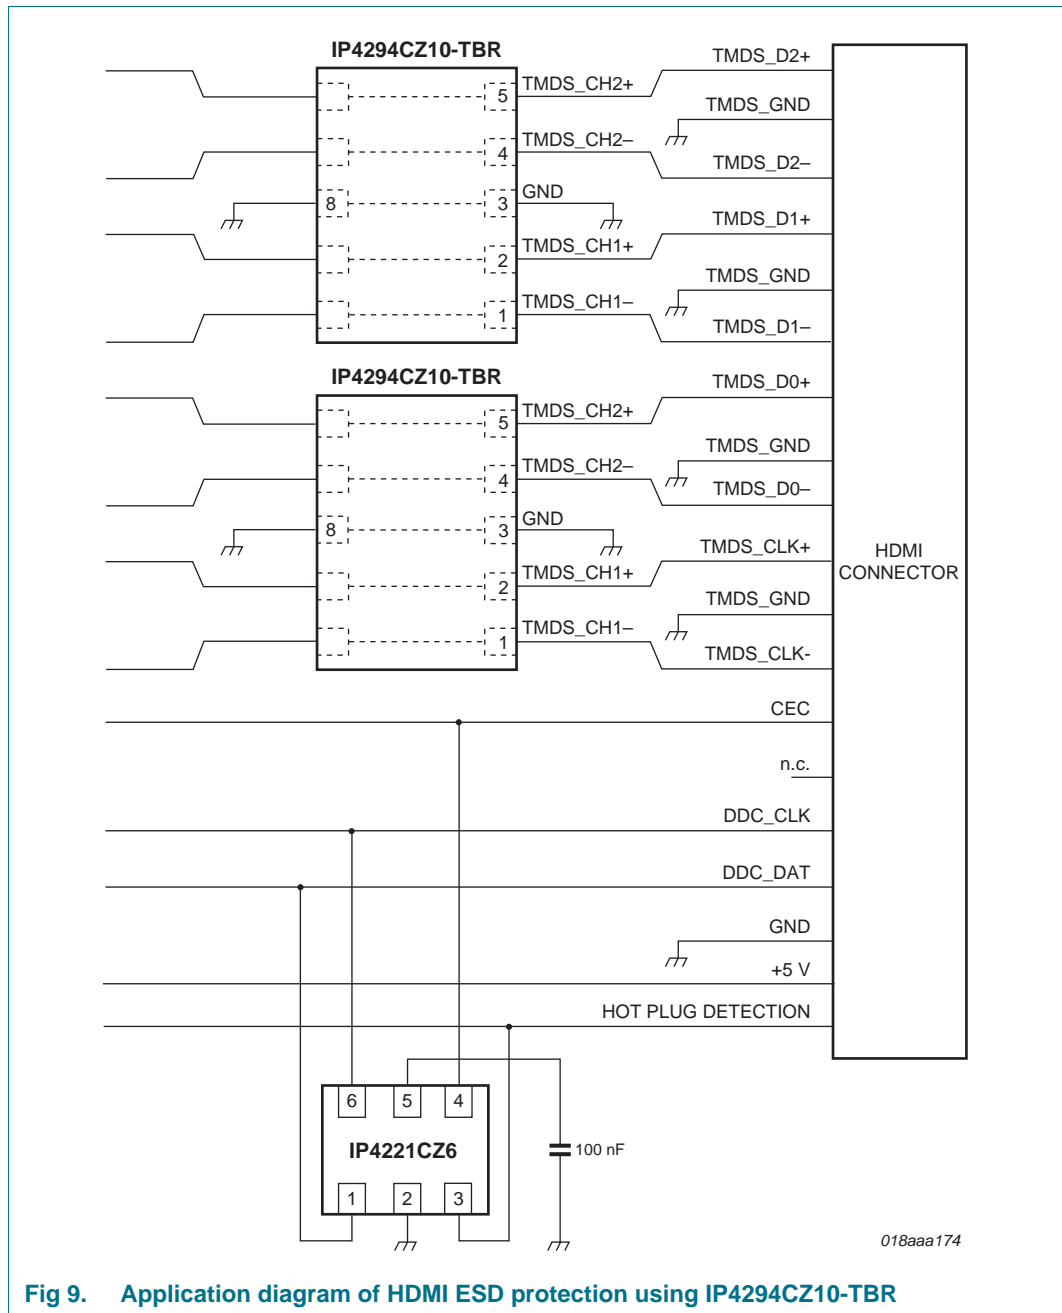 IP4294CZ10-TBR
TMDS_D2+
5
TMDS_CH2+
TMDS_GND
4
TMDS_CH2–
TMDS_D2–
8
3
GND
TMDS_D1+
2
TMDS_CH1+
TMDS_GND
1
TMDS_CH1–
TMDS_D1–
IP4294CZ10-TBR
TMDS_D0+
5
TMDS_CH2+
TMDS_GND
4
TMDS_CH2–
TMDS_D0–
8
3
GND
TMDS_CLK+
HDMI
CONNECTOR
2
TMDS_CH1+
TMDS_GND
1
TMDS_CH1–
TMDS_CLK-
CEC
n.c.
DDC_CLK
DDC_DAT
GND
+5 V
HOT PLUG DETECTION
6
5
4
IP4221CZ6
100 nF
1
2
3
018aaa174
Fig 9. Application diagram of HDMI ESD protection using IP4294CZ10-TBR